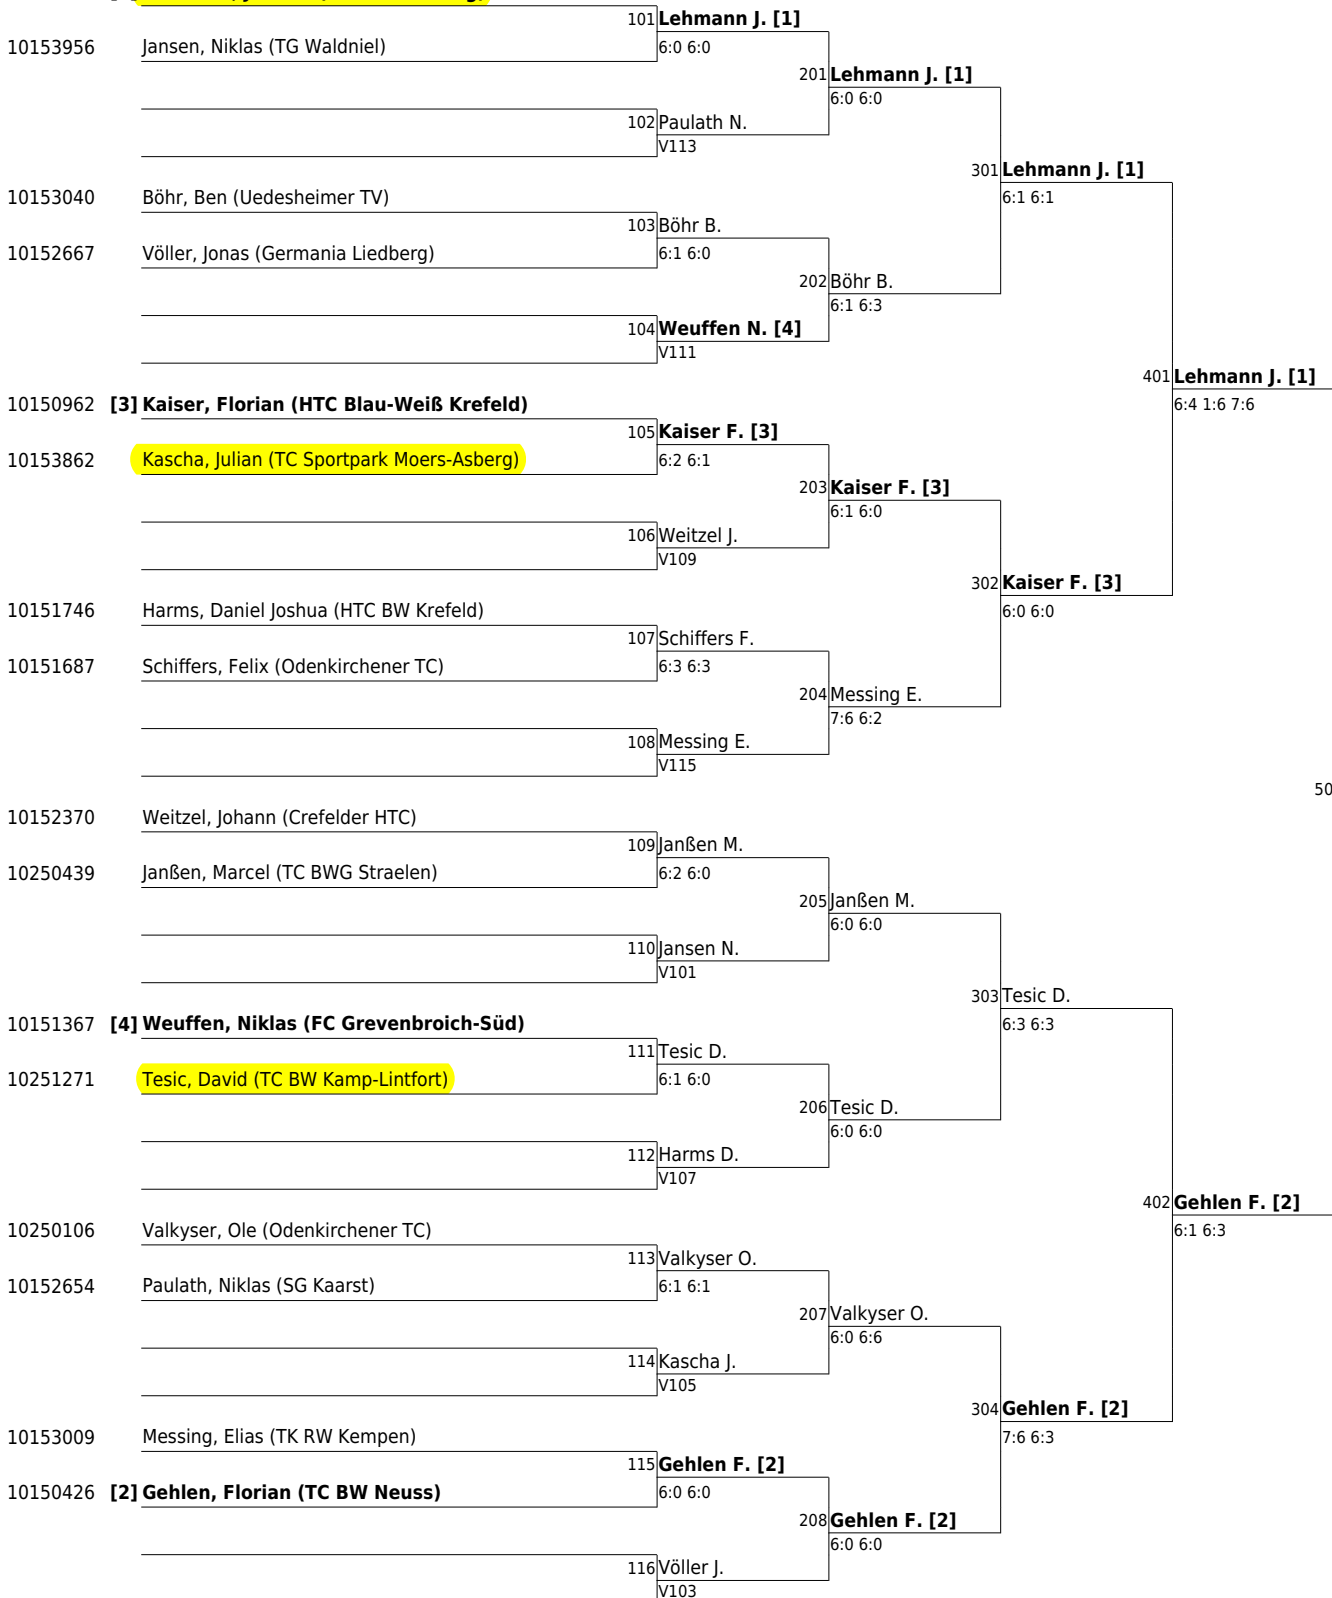 101 Lehmann J. [1]
10153956 Jansen, Niklas (TG Waldniel) 6:0 6:0
201 Lehmann J. [1]
6:0 6:0
102 Paulath N.
V113
301 Lehmann J. [1]
10153040 Böhr, Ben (Uedesheimer TV) 6:1 6:1
103 Böhr B.
10152667 Völler, Jonas (Germania Liedberg) 6:1 6:0
202 Böhr B.
6:1 6:3
104 Weuffen N. [4]
V111
401 Lehmann J. [1]
10150962 [3] Kaiser, Florian (HTC Blau-Weiß Krefeld) 6:4 1:6 7:6
105 Kaiser F. [3]
10153862 Kascha, Julian (TC Sportpark Moers-Asberg) 6:2 6:1
203 Kaiser F. [3]
6:1 6:0
106 Weitzel J.
V109
302 Kaiser F. [3]
10151746 Harms, Daniel Joshua (HTC BW Krefeld) 6:0 6:0
107 Schiffers F.
10151687 Schiffers, Felix (Odenkirchener TC) 6:3 6:3
204 Messing E.
7:6 6:2
108 Messing E.
V115
50
10152370 Weitzel, Johann (Crefelder HTC)
109 Janßen M.
10250439 Janßen, Marcel (TC BWG Straelen) 6:2 6:0
205 Janßen M.
6:0 6:0
110 Jansen N.
V101
303 Tesic D.
10151367 [4] Weuffen, Niklas (FC Grevenbroich-Süd) 6:3 6:3
111 Tesic D.
10251271 Tesic, David (TC BW Kamp-Lintfort) 6:1 6:0
206 Tesic D.
6:0 6:0
112 Harms D.
V107
402 Gehlen F. [2]
10250106 Valkyser, Ole (Odenkirchener TC) 6:1 6:3
113 Valkyser O.
10152654 Paulath, Niklas (SG Kaarst) 6:1 6:1
207 Valkyser O.
6:0 6:6
114 Kascha J.
V105
304 Gehlen F. [2]
10153009 Messing, Elias (TK RW Kempen) 7:6 6:3
115 Gehlen F. [2]
10150426 [2] Gehlen, Florian (TC BW Neuss) 6:0 6:0
208 Gehlen F. [2]
6:0 6:0
116 Völler J.
V103